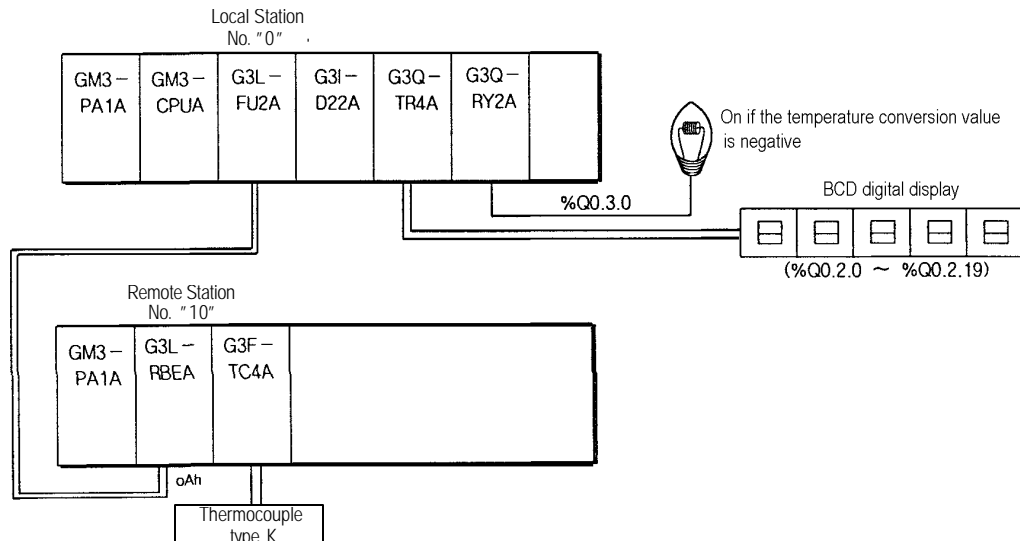 Local Station
No. "0"
GM3-
PA1A
GM3-
CPUA
G3L-
FU2A
G3I-
D22A
G3Q-
TR4A
G3Q-
RY2A
On if the temperature conversion value
is negative
%Q0.3.0
BCD digital display
(%Q0.2.0 ~ %Q0.2.19)
Remote Station
No. "10"
GM3-
PA1A
G3L-
RBEA
G3F-
TC4A
oAh
Thermocouple
type K